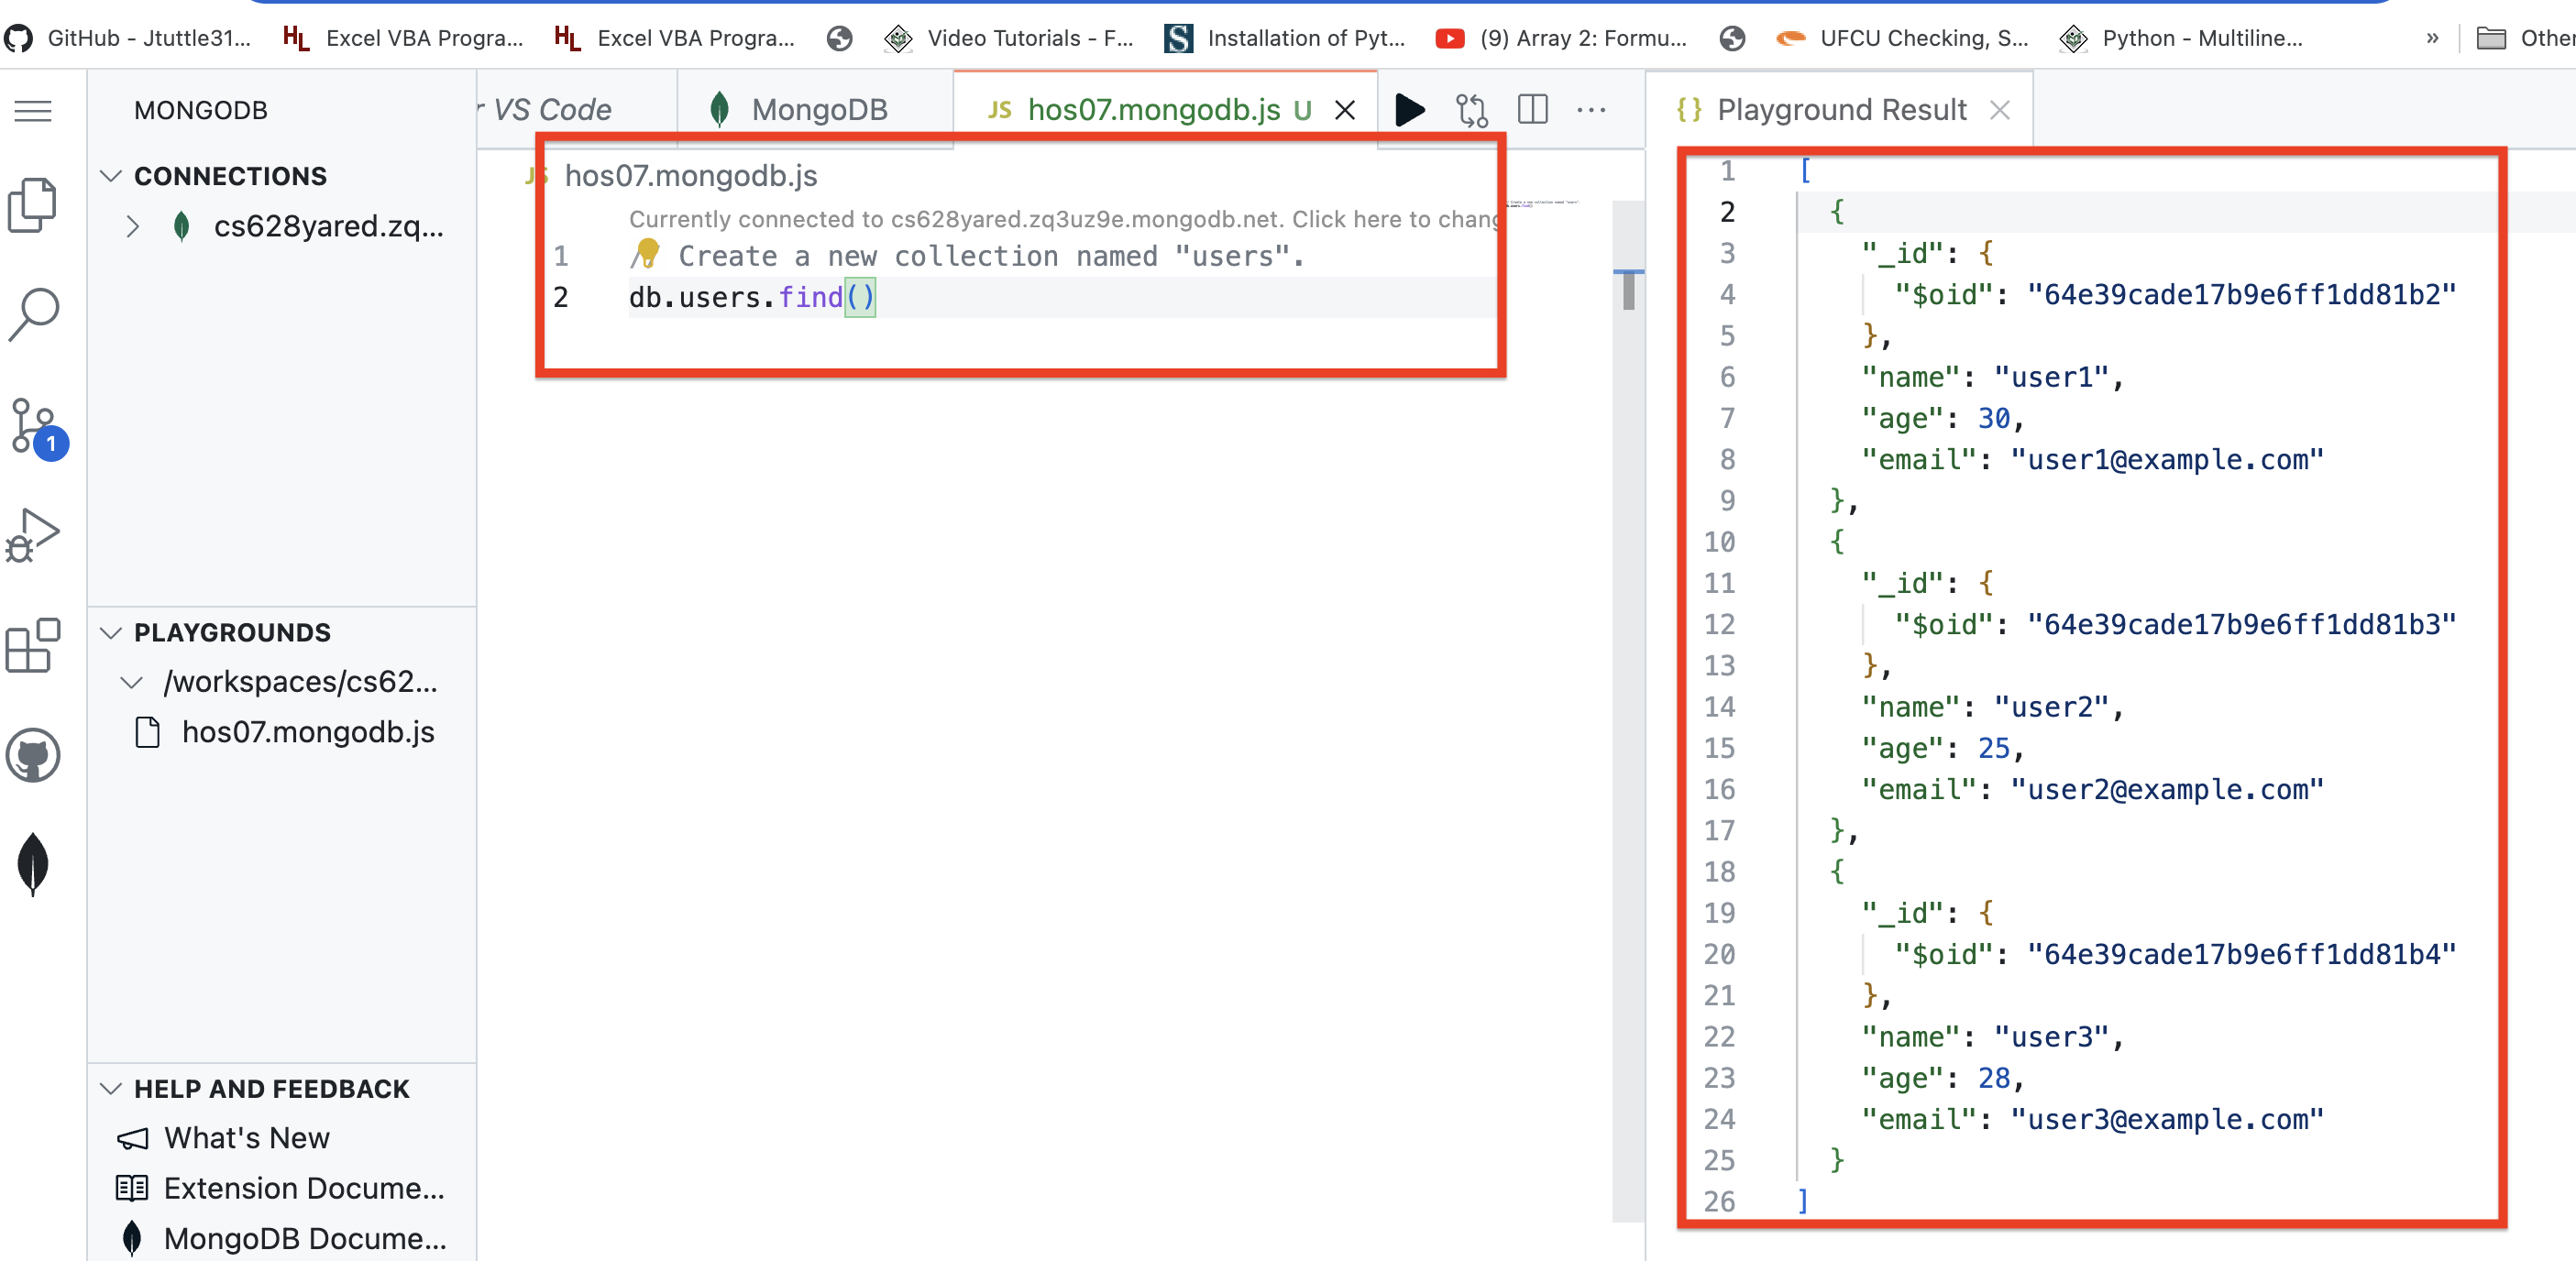 GitHub - Jtuttle31...
HL Excel VBA Progra...
HL Excel VBA Progra...
Video Tutorials - F...
S Installation of Pyt...
(9) Array 2: Formu...
UFCU Checking, S...
Python - Multiline...
»
Other
MONGODB
CONNECTIONS
cs628yared.zq...
1
PLAYGROUNDS
/workspaces/cs62...
hos07.mongodb.js
HELP AND FEEDBACK
What's New
Extension Docume...
MongoDB Docume...
VS Code
MongoDB
JS hos07.mongodb.js U
...
JS hos07.mongodb.js
Currently connected to cs628yared.zq3uz9e.mongodb.net. Click here to chang
1 / Create a new collection named "users".
2 db.users.find()
{} Playground Result
1 [
2 {
3 "_id": {
4 "$oid": "64e39cade17b9e6ff1dd81b2"
5 },
6 "name": "user1",
7 "age": 30,
8 "email": "user1@example.com"
9 },
10 {
11 "_id": {
12 "$oid": "64e39cade17b9e6ff1dd81b3"
13 },
14 "name": "user2",
15 "age": 25,
16 "email": "user2@example.com"
17 },
18 {
19 "_id": {
20 "$oid": "64e39cade17b9e6ff1dd81b4"
21 },
22 "name": "user3",
23 "age": 28,
24 "email": "user3@example.com"
25 }
26 ]